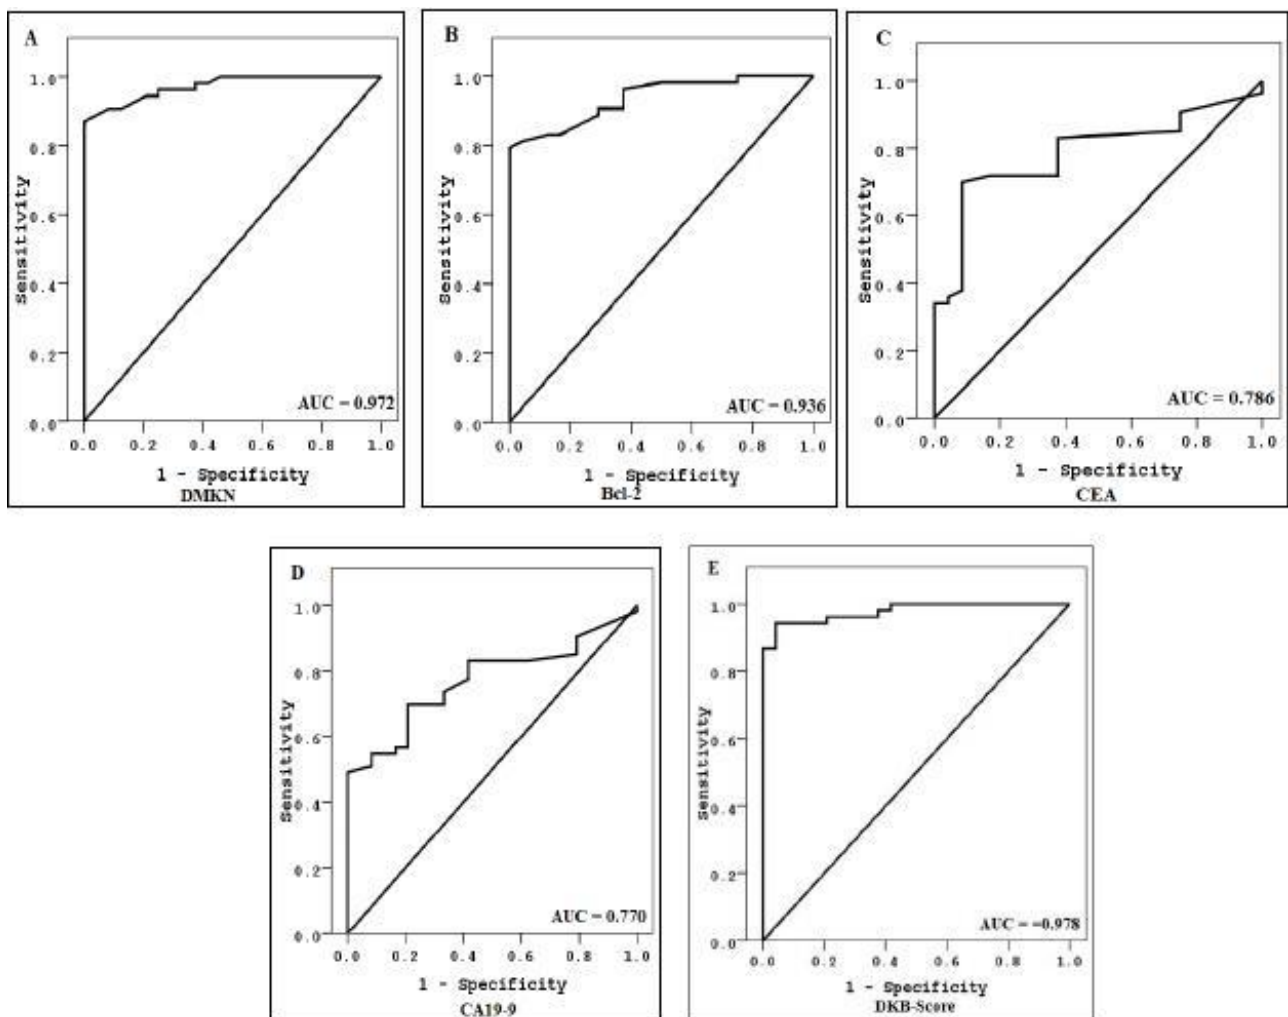 A
1.0
0.8
0.6
0.4
0.2
0.0
Sensitivity
AUC = 0.972
0.0 0.2 0.4 0.6 0.8 1.0
1 - Specificity
DMKN
B
1.0
0.8
0.6
0.4
0.2
0.0
Sensitivity
AUC = 0.936
0.0 0.2 0.4 0.6 0.8 1.0
1 - Specificity
Bcl-2
C
1.0
0.8
0.6
0.4
0.2
0.0
Sensitivity
AUC = 0.786
0.0 0.2 0.4 0.6 0.8 1.0
1 - Specificity
CEA
D
1.0
0.8
0.6
0.4
0.2
0.0
Sensitivity
AUC = 0.770
0.0 0.2 0.4 0.6 0.8 1.0
1 - Specificity
CA19-9
E
1.0
0.8
0.6
0.4
0.2
0.0
Sensitivity
AUC = =0.978
0.0 0.2 0.4 0.6 0.8 1.0
1 - Specificity
DKB-Score